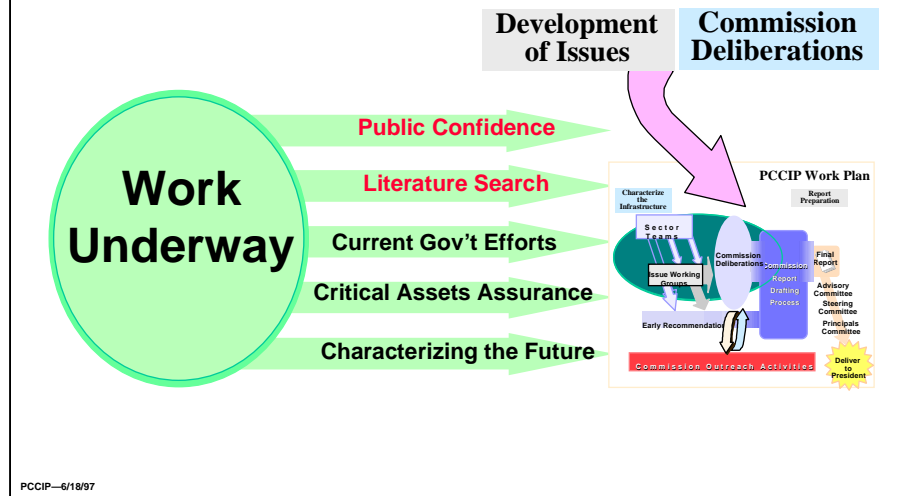 Development
of Issues
Commission
Deliberations
Work
Underway
Public Confidence
Literature Search
Current Gov't Efforts
Critical Assets Assurance
Characterizing the Future
PCCIP Work Plan
Characterize
the
Infrastructure
Report
Preparation
Sector
Teams
Issue Working
Groups
Commission
Deliberations
Commission
Report
Drafting
Process
Final
Report
Advisory
Committee
Steering
Committee
Principals
Committee
Early Recommendation
Commission Outreach Activities
Deliver
to
President
PCCIP—6/18/97